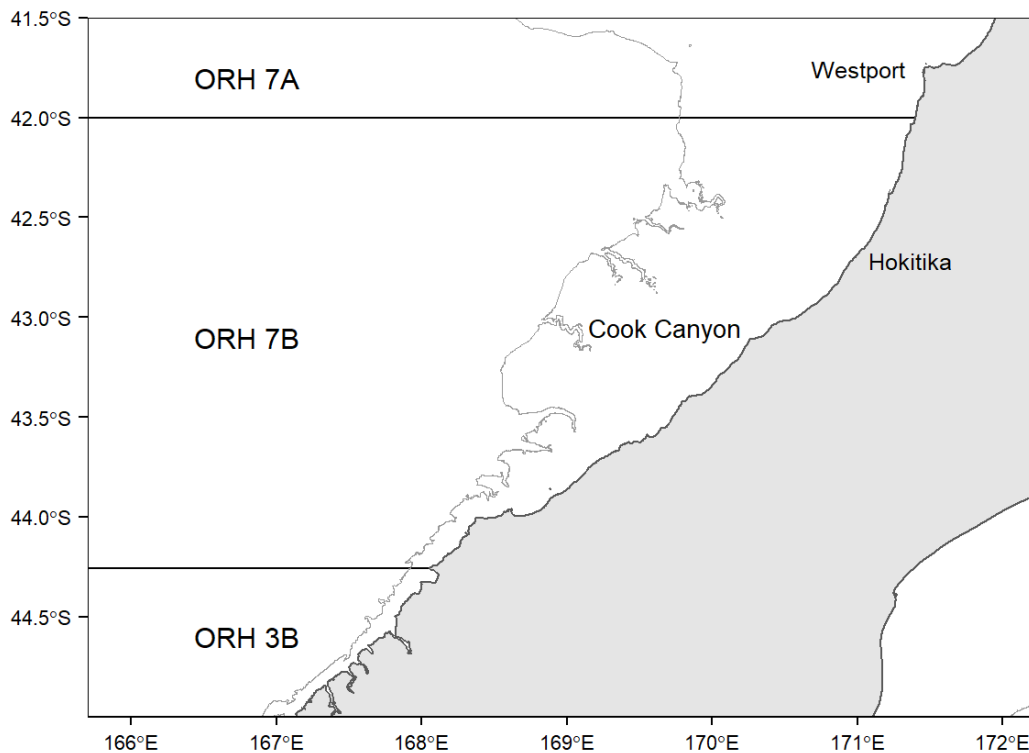 41.5°S
Westport
ORH 7A
42.0°S
42.5°S
Hokitika
43.0°S
Cook Canyon
ORH 7B
43.5°S
44.0°S
44.5°S
ORH 3B
166°E 167°E 168°E 169°E 170°E 171°E 172°E